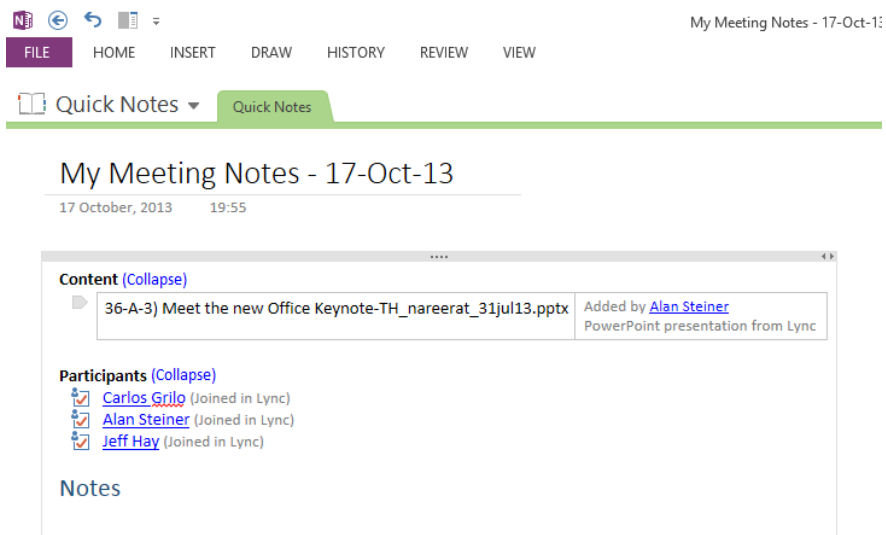 My Meeting Notes - 17-Oct-13
FILE HOME INSERT DRAW HISTORY REVIEW VIEW
Quick Notes Quick Notes
My Meeting Notes - 17-Oct-13
17 October, 2013 19:55
Content (Collapse)
36-A-3) Meet the new Office Keynote-TH_nareerat_31jul13.pptx
Added by Alan Steiner
PowerPoint presentation from Lync
Participants (Collapse)
Carlos Grilo (Joined in Lync)
Alan Steiner (Joined in Lync)
Jeff Hay (Joined in Lync)
Notes